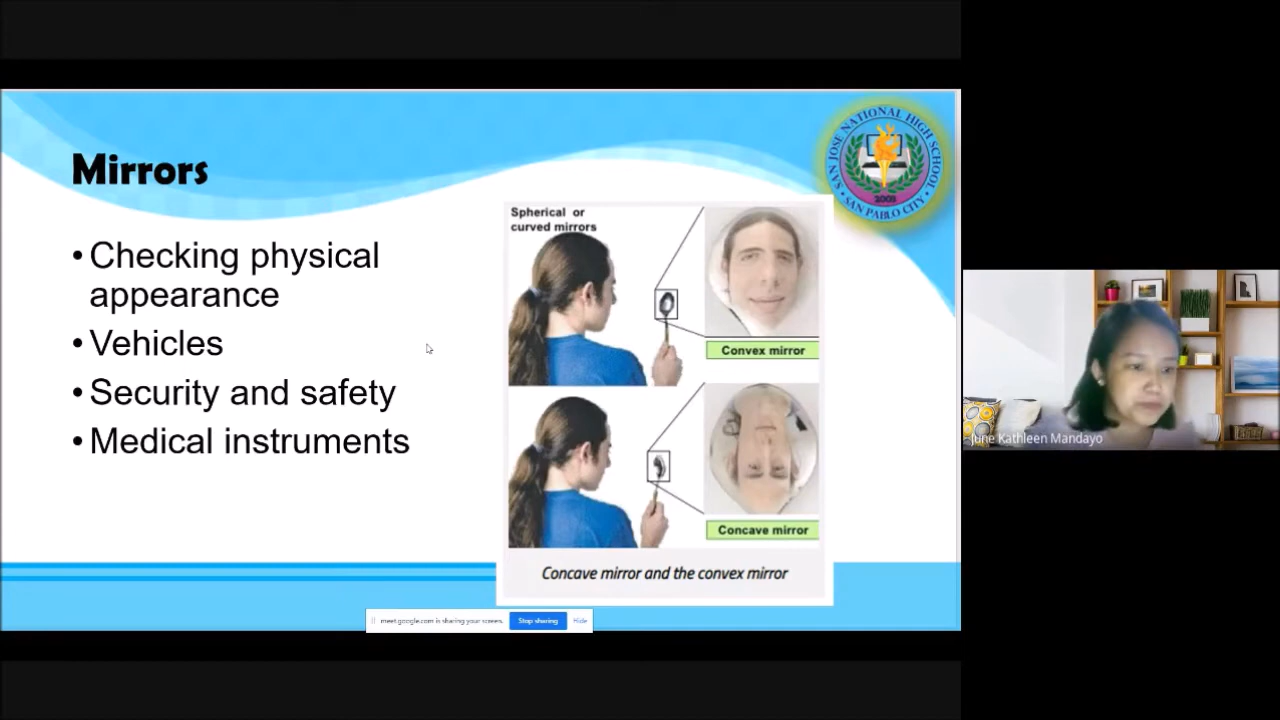 Mirrors
• Checking physical
appearance
• Vehicles
• Security and safety
• Medical instruments
Spherical or
curved mirrors
Convex mirror
Concave mirror
Concave mirror and the convex mirror
SAN JOSE NATIONAL HIGH SCHOOL
2005
• SAN PABLO CITY •
meet.google.com is sharing your screen.
Stop sharing
Hide
June Kathleen Mandayo